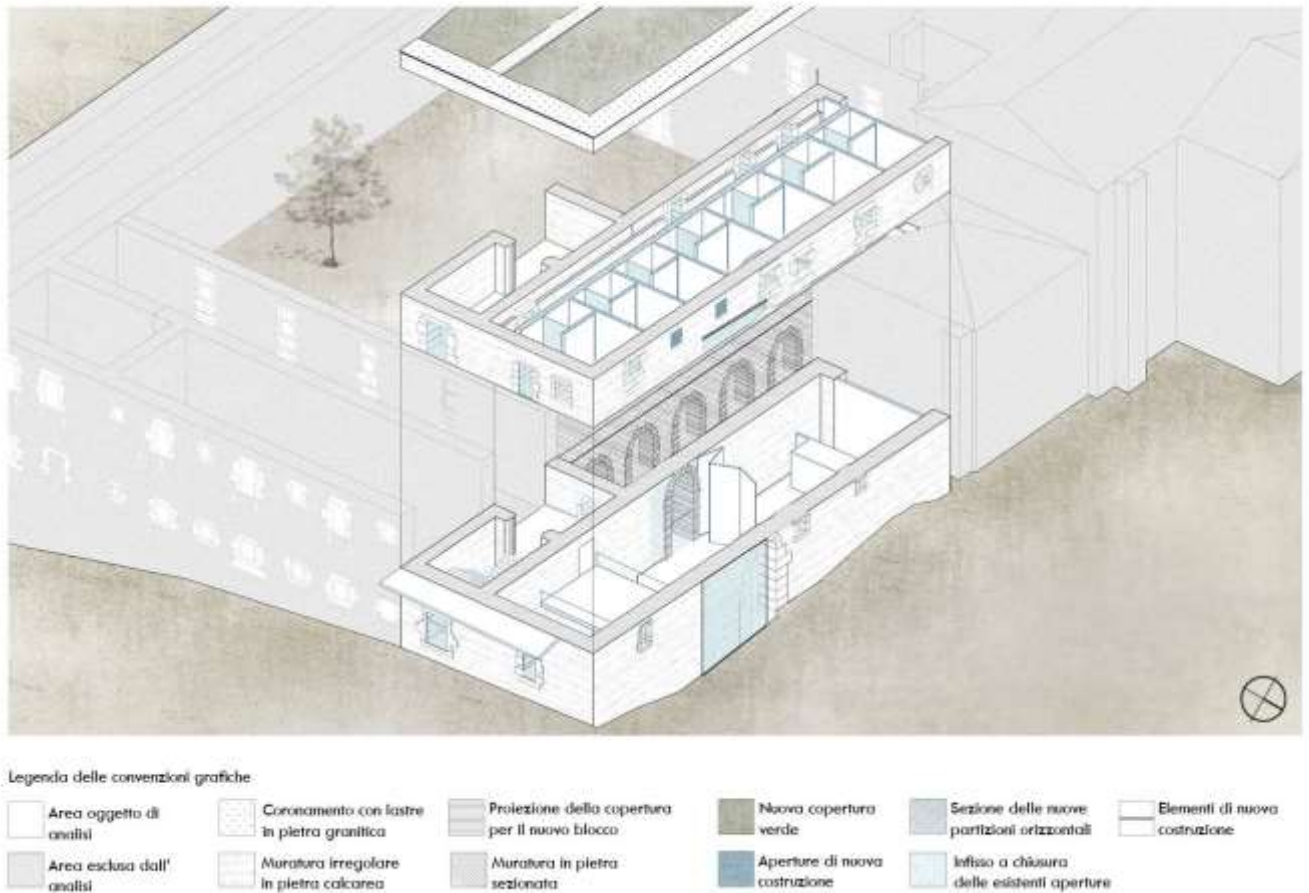 Legenda delle convenzioni grafiche
Area oggetto di
analisi
Coronamento con lastre
in pietra granitica
Proiezione della copertura
per il nuovo blocco
Nuova copertura
verde
Sezione delle nuove
partizioni orizzontali
Elementi di nuova
costruzione
Area esclusa dall'
analisi
Muratura irregolare
in pietra calcarea
Muratura in pietra
sezionata
Aperture di nuova
costruzione
Infisso a chiusura
delle esistenti aperture